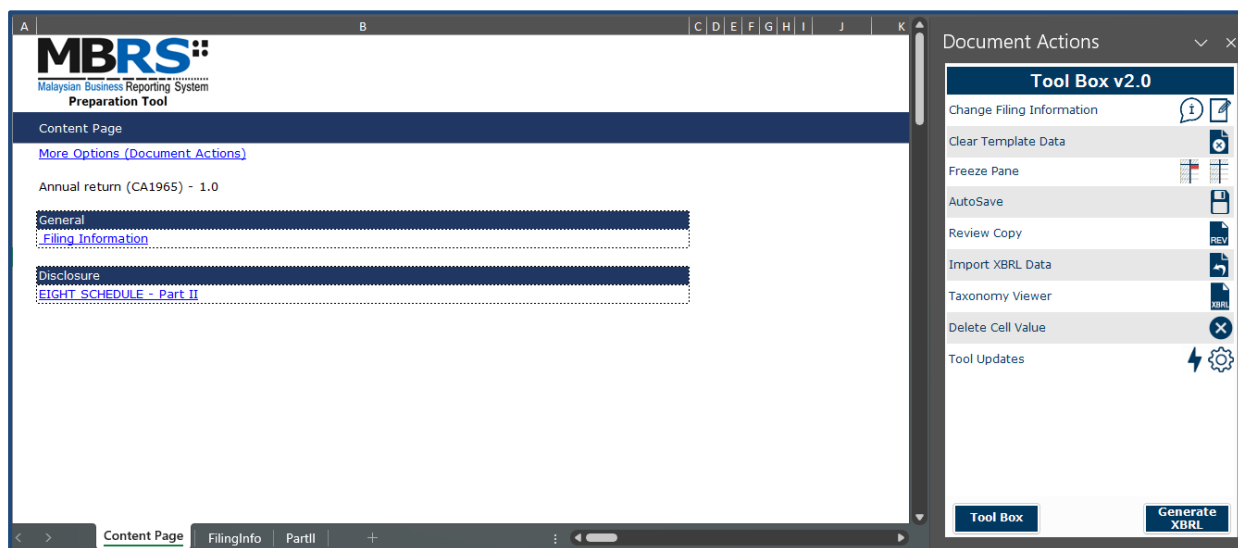 A B C D E F G H I J K
MBRS
Malaysian Business Reporting System
Preparation Tool
Content Page
More Options (Document Actions)
Annual return (CA1965) - 1.0
General
Filing Information
Disclosure
EIGHT SCHEDULE - Part II
Content Page FilingInfo PartII
Document Actions
Tool Box v2.0
Change Filing Information
Clear Template Data
Freeze Pane
AutoSave
Review Copy REV
Import XBRL Data
Taxonomy Viewer XBRL
Delete Cell Value
Tool Updates
Tool Box
Generate
XBRL